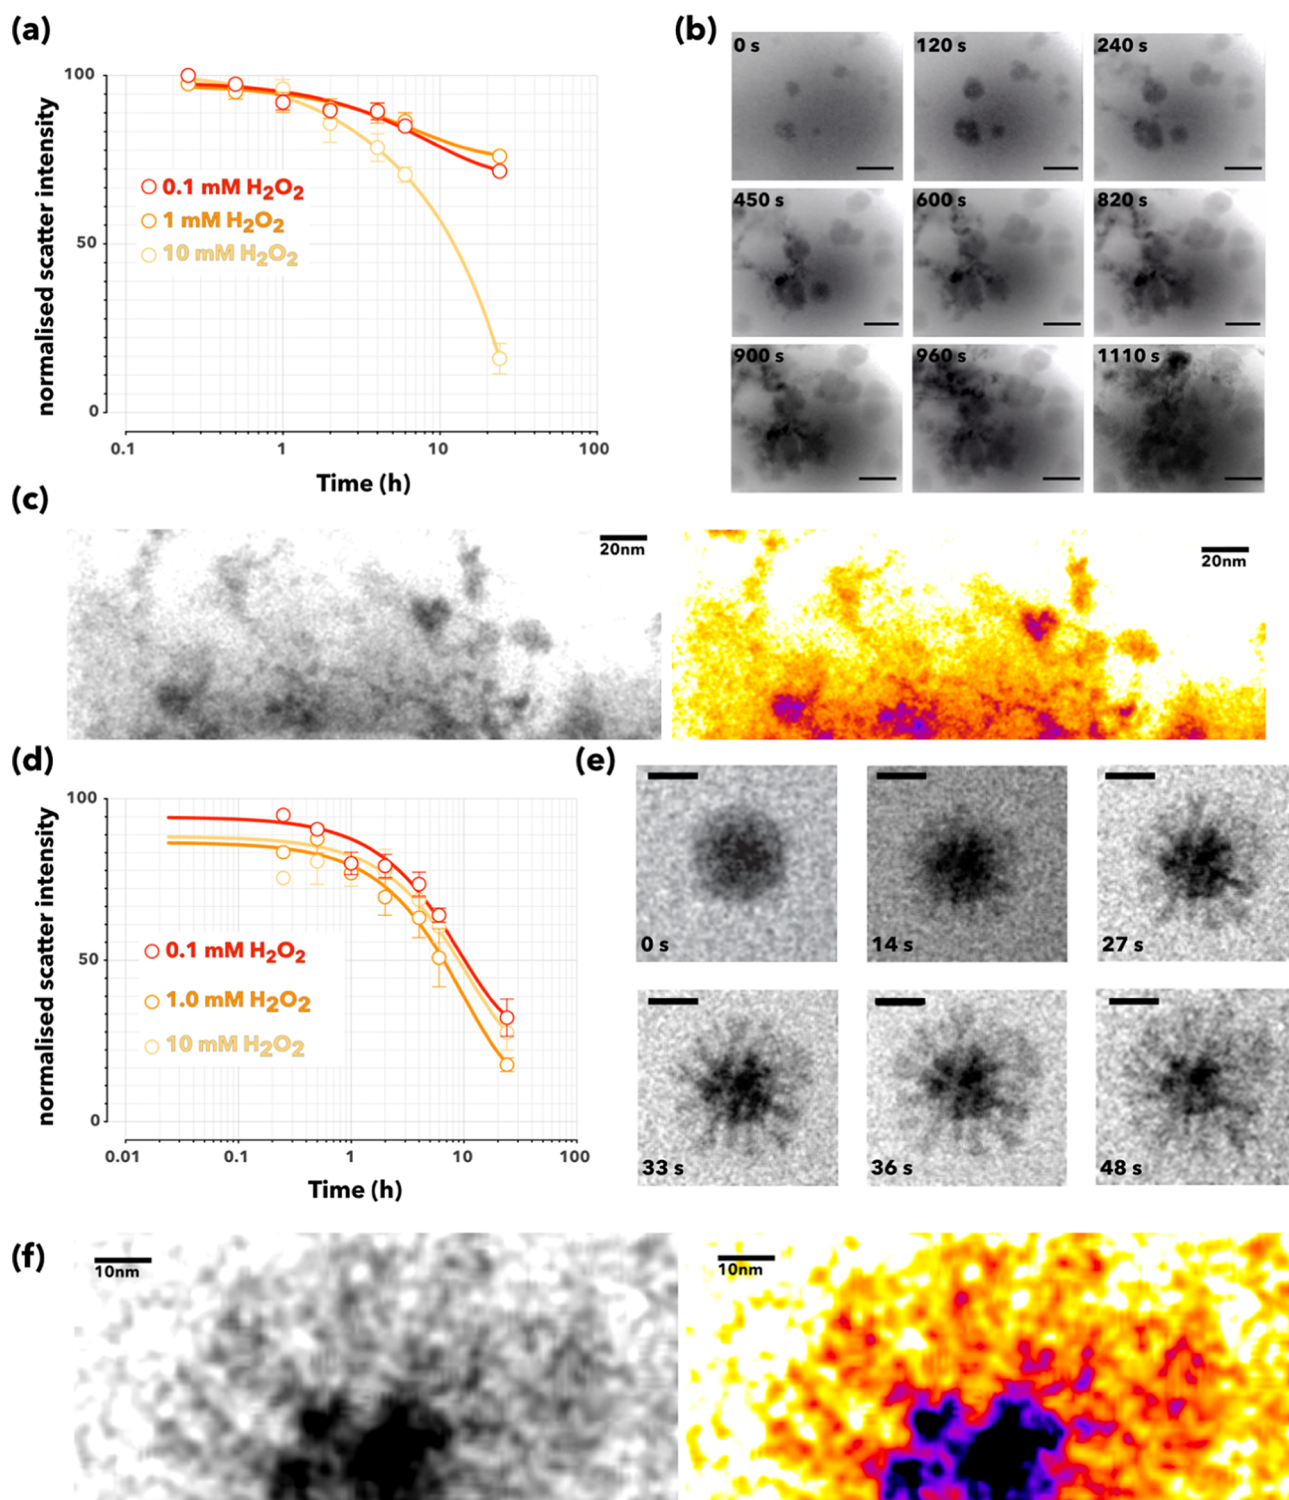 (a)
normalised scatter intensity
100
50
0
0.1 mM H₂O₂
1 mM H₂O₂
10 mM H₂O₂
0.1
1
10
100
Time (h)
(b)
0 s
120 s
240 s
450 s
600 s
820 s
900 s
960 s
1110 s
(c)
20nm
20nm
(d)
normalised scatter intensity
100
50
0
0.1 mM H₂O₂
1.0 mM H₂O₂
10 mM H₂O₂
0.01
0.1
1
10
100
Time (h)
(e)
0 s
14 s
27 s
33 s
36 s
48 s
(f)
10nm
10nm